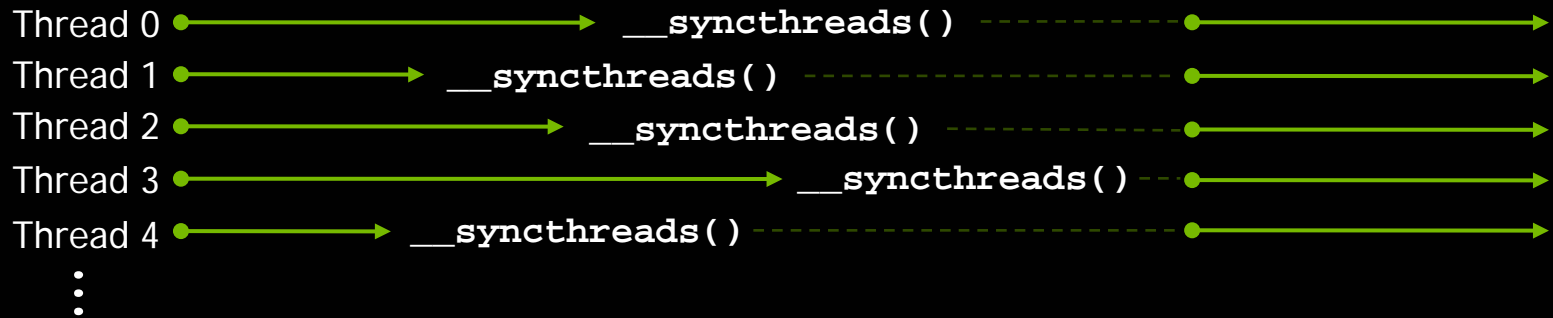 Thread 0 __syncthreads()
Thread 1 __syncthreads()
Thread 2 __syncthreads()
Thread 3 __syncthreads()
Thread 4 __syncthreads()